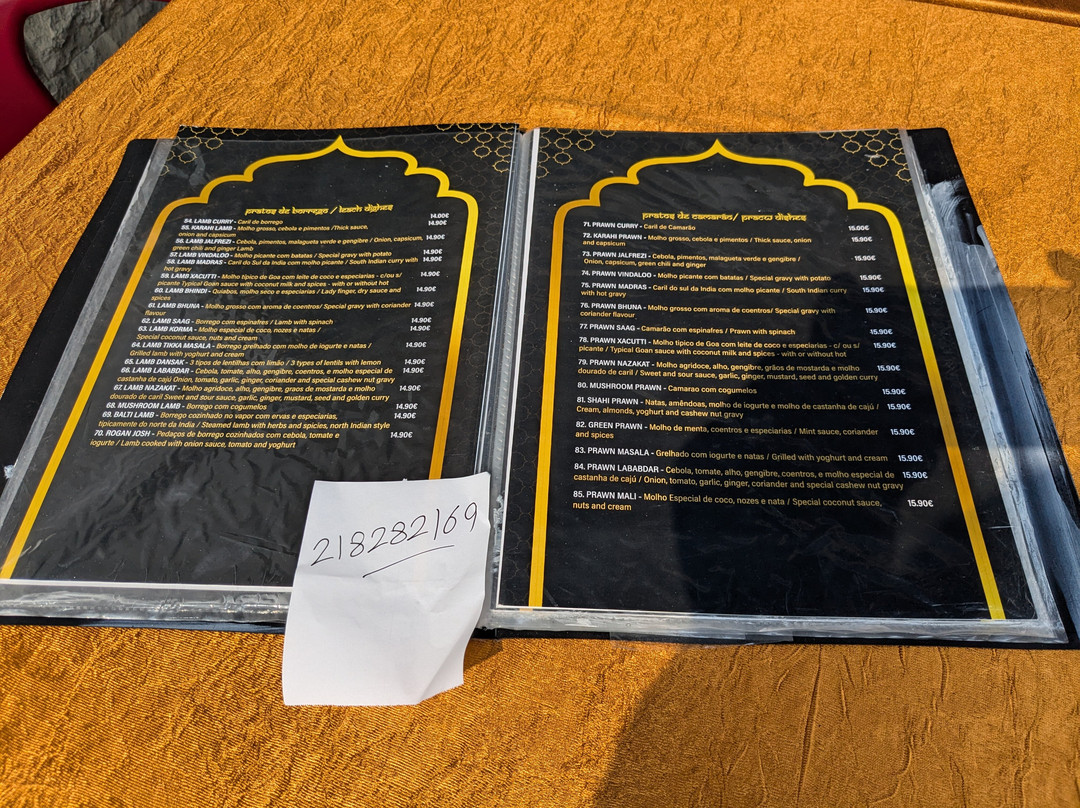 pratos de borrego / lesch dishes
54. LAMB CURRY - Caril de borrego 14.00€
55. KARAHI LAMB - Molho grosso, cebola e pimentos /Thick sauce, 14.90€
onion and capsicum
56. LAMB JALFREZI - Cebola, pimentos, malagueta verde e gengibre / Onion, capsicum, 14.90€
green chili and ginger Lamb
57. LAMB VINDALOO - Molho picante com batatas / Special gravy with potato 14.90€
58. LAMB MADRAS - Caril do Sul da India com molho picante / South Indian curry with 14.90€
hot gravy
59. LAMB XACUTTI - Molho típico de Goa com leite de coco e especiarias - c/ou s/ 14.90€
picante Typical Goan sauce with coconut milk and spices - with or without hot
60. LAMB BHINDI - Quiabos, molho seco e especiarias / Lady finger, dry sauce and 14.90€
spices
61. LAMB BHUNA - Molho grosso com aroma de coentros/ Special gravy with coriander 14.90€
flavour
62. LAMB SAAG - Borrego com espinafres / Lamb with spinach 14.90€
63. LAMB KORMA - Molho especial de coco, nozes e natas / 14.90€
Special coconut sauce, nuts and cream
64. LAMB TIKKA MASALA - Borrego grelhado com molho de iogurte e natas / 14.90€
Grilled lamb with yoghurt and cream
65. LAMB DANSAK - 3 tipos de lentilhas com limão / 3 types of lentils with lemon 14.90€
66. LAMB LABABDAR - Cebola, tomate, alho, gengibre, coentros, e molho especial de 14.90€
castanha de cajú Onion, tomato, garlic, ginger, coriander and special cashew nut gravy
67. LAMB NAZAKAT - Molho agridoce, alho, gengibre, graos de mostarda e molho 14.90€
dourado de caril Sweet and sour sauce, garlic, ginger, mustard, seed and golden curry
68. MUSHROOM LAMB - Borrego com cogumelos 14.90€
69. BALTI LAMB - Borrego cozinhado no vapor com ervas e especiarias, 14.90€
tipicamente do norte da India / Steamed lamb with herbs and spices, north Indian style
70. ROGAN JOSH - Pedaços de borrego cozinhados com cebola, tomate e 14.90€
iogurte / Lamb cooked with onion sauce, tomato and yoghurt
218282169
pratos de camarão/ pracw dishes
71. PRAWN CURRY - Caril de Camarão 15.00€
72. KARAHI PRAWN - Molho grosso, cebola e pimentos / Thick sauce, onion 15.90€
and capsicum
73. PRAWN JALFREZI - Cebola, pimentos, malagueta verde e gengibre / 15.90€
Onion, capsicum, green chili and ginger
74. PRAWN VINDALOO - Molho picante com batatas / Special gravy with potato 15.90€
75. PRAWN MADRAS - Caril do sul da India com molho picante / South Indian curry 15.90€
with hot gravy
76. PRAWN BHUNA - Molho grosso com aroma de coentros/ Special gravy with 15.90€
coriander flavour
77. PRAWN SAAG - Camarão com espinafres / Prawn with spinach 15.90€
78. PRAWN XACUTTI - Molho típico de Goa com leite de coco e especiarias - c/ ou s/ 15.90€
picante / Typical Goan sauce with coconut milk and spices - with or without hot
79. PRAWN NAZAKAT - Molho agridoce, alho, gengibre, grãos de mostarda e molho 15.90€
dourado de caril / Sweet and sour sauce, garlic, ginger, mustard, seed and golden curry
80. MUSHROOM PRAWN - Camarao com cogumelos 15.90€
81. SHAHI PRAWN - Natas, amêndoas, molho de iogurte e molho de castanha de cajú / 15.90€
Cream, almonds, yoghurt and cashew nut gravy
82. GREEN PRAWN - Molho de menta, coentros e especiarias / Mint sauce, coriander 15.90€
and spices
83. PRAWN MASALA - Grelhado com iogurte e natas / Grilled with yoghurt and cream 15.90€
84. PRAWN LABABDAR - Cebola, tomate, alho, gengibre, coentros, e molho especial de 15.90€
castanha de cajú / Onion, tomato, garlic, ginger, coriander and special cashew nut gravy
85. PRAWN MALI - Molho Especial de coco, nozes e nata / Special coconut sauce, 15.90€
nuts and cream